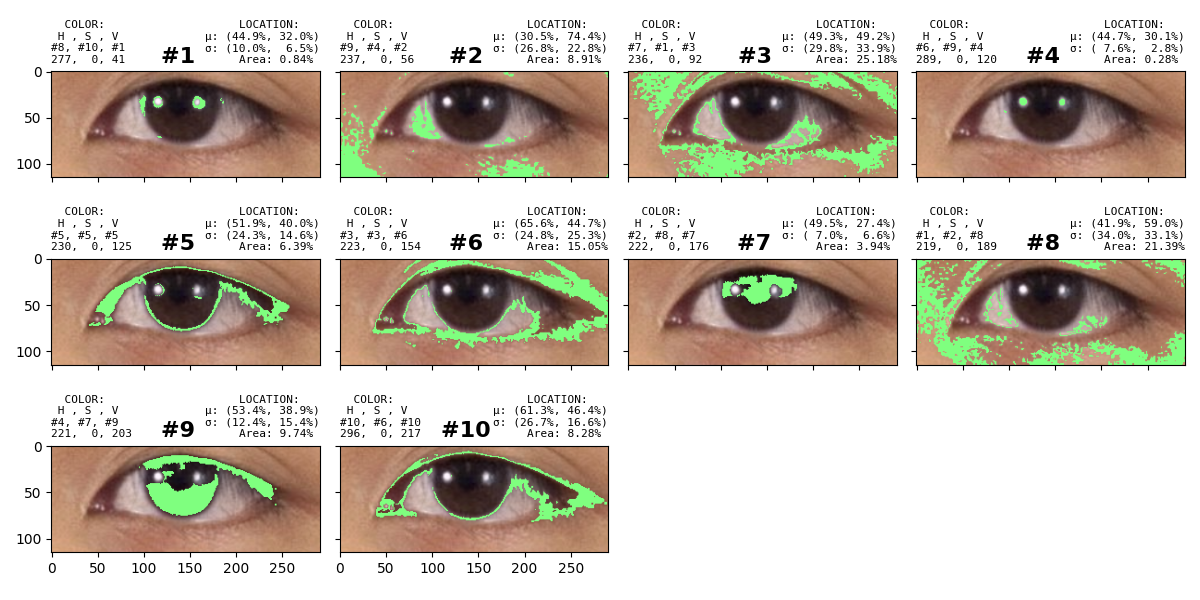 COLOR: LOCATION:
H , S , V μ: (44.9%, 32.0%)
#8, #10, #1 σ: (10.0%, 6.5%)
277, 0, 41 #1 Area: 0.84%
COLOR: LOCATION:
H , S , V μ: (30.5%, 74.4%)
#9, #4, #2 σ: (26.8%, 22.8%)
237, 0, 56 #2 Area: 8.91%
COLOR: LOCATION:
H , S , V μ: (49.3%, 49.2%)
#7, #1, #3 σ: (29.8%, 33.9%)
236, 0, 92 #3 Area: 25.18%
COLOR: LOCATION:
H , S , V μ: (44.7%, 30.1%)
#6, #9, #4 σ: ( 7.6%, 2.8%)
289, 0, 120 #4 Area: 0.28%
0
50
100
COLOR: LOCATION:
H , S , V μ: (51.9%, 40.0%)
#5, #5, #5 σ: (24.3%, 14.6%)
230, 0, 125 #5 Area: 6.39%
COLOR: LOCATION:
H , S , V μ: (65.6%, 44.7%)
#3, #3, #6 σ: (24.8%, 25.3%)
223, 0, 154 #6 Area: 15.05%
COLOR: LOCATION:
H , S , V μ: (49.5%, 27.4%)
#2, #8, #7 σ: ( 7.0%, 6.6%)
222, 0, 176 #7 Area: 3.94%
COLOR: LOCATION:
H , S , V μ: (41.9%, 59.0%)
#1, #2, #8 σ: (34.0%, 33.1%)
219, 0, 189 #8 Area: 21.39%
0
50
100
COLOR: LOCATION:
H , S , V μ: (53.4%, 38.9%)
#4, #7, #9 σ: (12.4%, 15.4%)
221, 0, 203 #9 Area: 9.74%
COLOR: LOCATION:
H , S , V μ: (61.3%, 46.4%)
#10, #6, #10 σ: (26.7%, 16.6%)
296, 0, 217 #10 Area: 8.28%
0
50
100
0 50 100 150 200 250
0 50 100 150 200 250